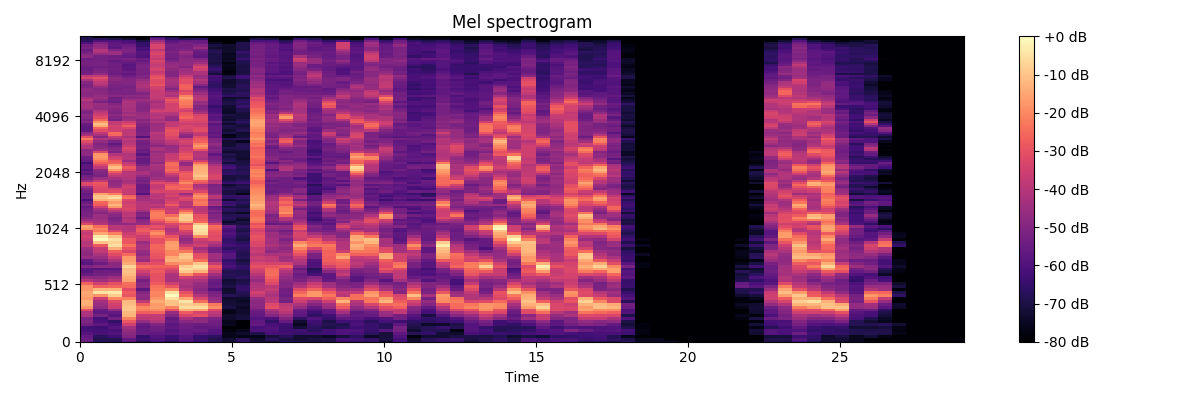 Mel spectrogram
Hz
8192
4096
2048
1024
512
0
0 5 10 15 20 25
Time
+0 dB
-10 dB
-20 dB
-30 dB
-40 dB
-50 dB
-60 dB
-70 dB
-80 dB